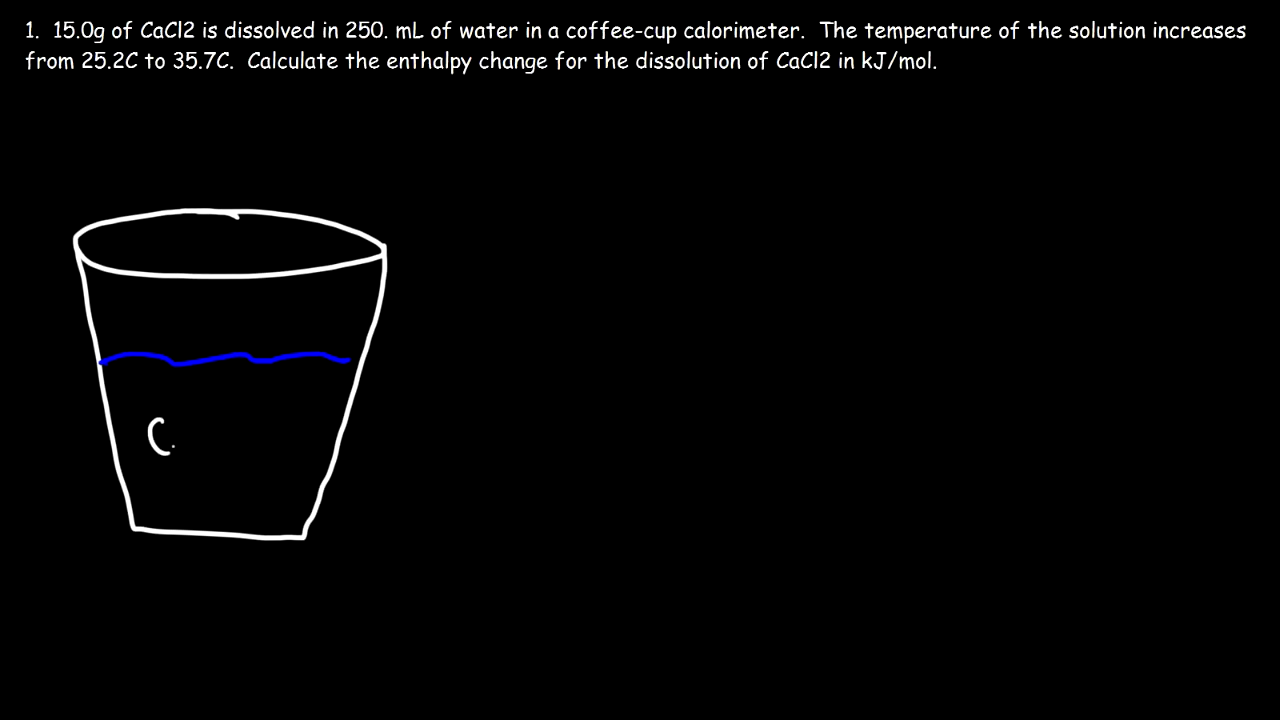 1. 15.0g of CaCl2 is dissolved in 250. mL of water in a coffee-cup calorimeter. The temperature of the solution increases
from 25.2C to 35.7C. Calculate the enthalpy change for the dissolution of CaCl2 in kJ/mol.
C